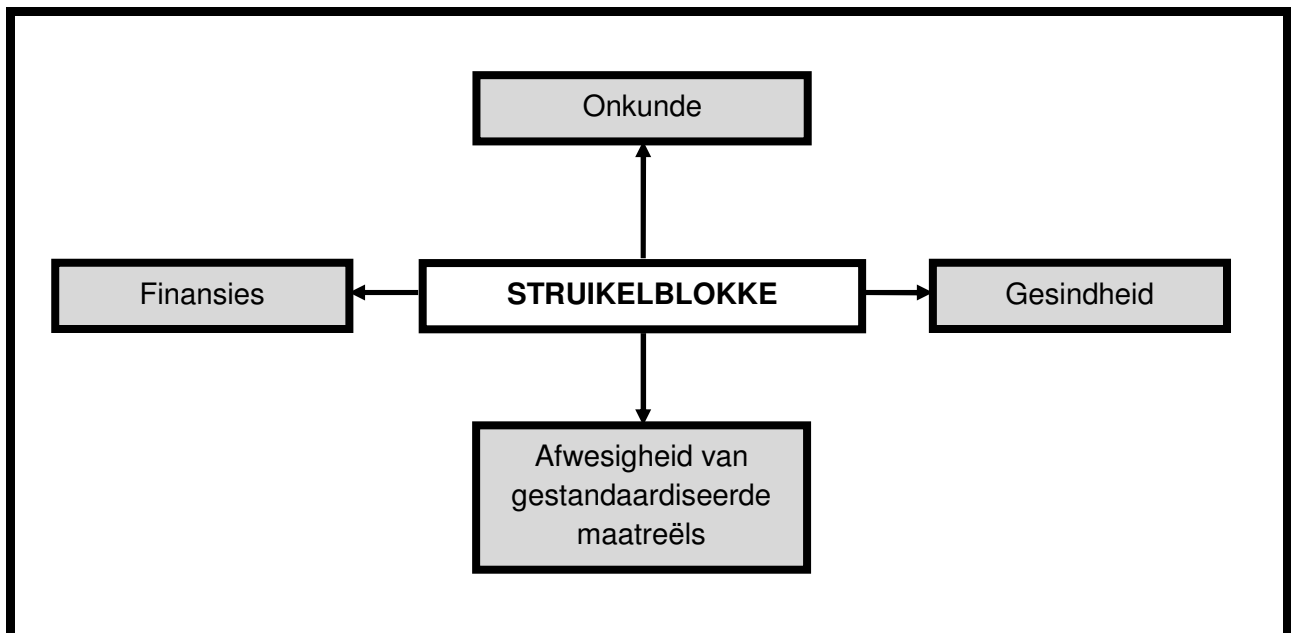 Onkunde
Finansies
STRUIKELBLOKKE
Gesindheid
Afwesigheid van
gestandaardiseerde
maatreëls